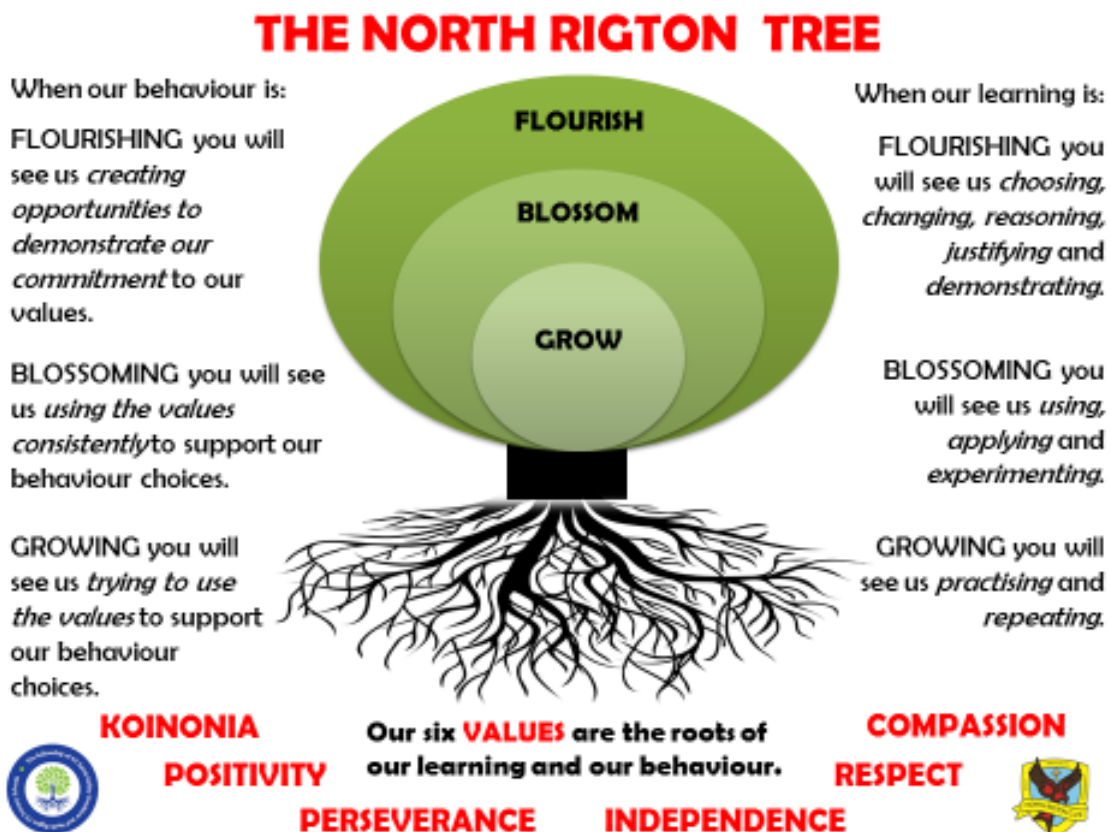 THE NORTH RIGTON TREE
When our behaviour is:
FLOURISHING you will
see us creating
opportunities to
demonstrate our
commitment to our
values.
BLOSSOMING you will see
us using the values
consistently to support our
behaviour choices.
GROWING you will
see us trying to use
the values to support
our behaviour
choices.
FLOURISH
BLOSSOM
GROW
When our learning is:
FLOURISHING you
will see us choosing,
changing, reasoning,
justifying and
demonstrating.
BLOSSOMING you
will see us using,
applying and
experimenting.
GROWING you will
see us practising and
repeating.
Our six VALUES are the roots of
our learning and our behaviour.
KOINONIA
POSITIVITY
PERSEVERANCE
INDEPENDENCE
RESPECT
COMPASSION